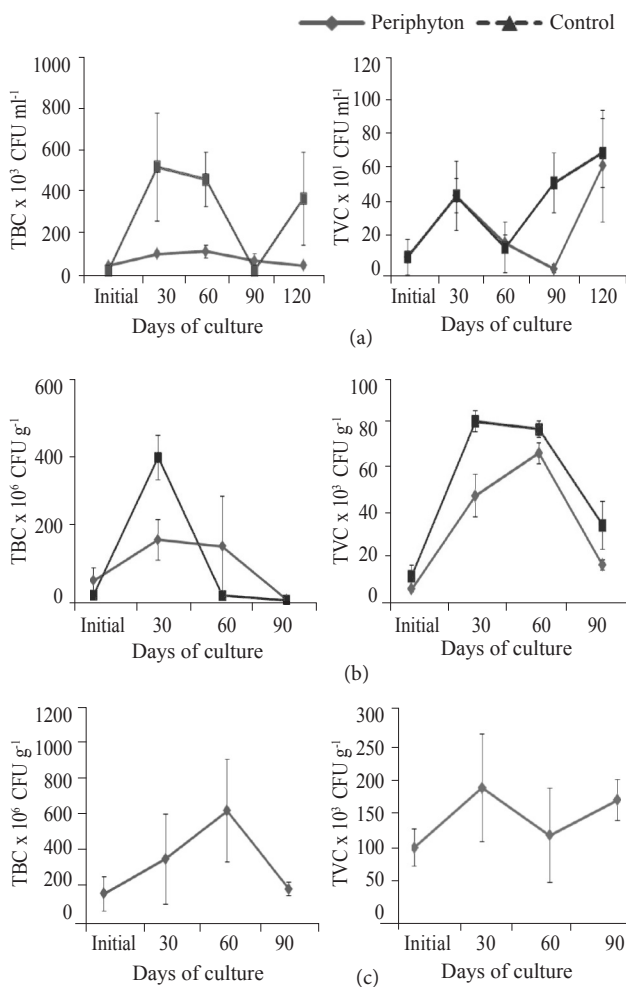 Periphyton Control
TBC x 10³ CFU ml⁻¹
1000
800
600
400
200
0
Initial 30 60 90 120
Days of culture
TVC x 10¹ CFU ml⁻¹
120
100
80
60
40
20
0
Initial 30 60 90 120
Days of culture
(a)
TBC x 10⁶ CFU g⁻¹
600
400
200
0
Initial 30 60 90
Days of culture
TVC x 10³ CFU g⁻¹
100
80
60
40
20
0
Initial 30 60 90
Days of culture
(b)
TBC x 10⁶ CFU g⁻¹
1200
1000
800
600
400
200
0
Initial 30 60 90
Days of culture
TVC x 10³ CFU g⁻¹
300
250
200
150
100
50
0
Initial 30 60 90
Days of culture
(c)